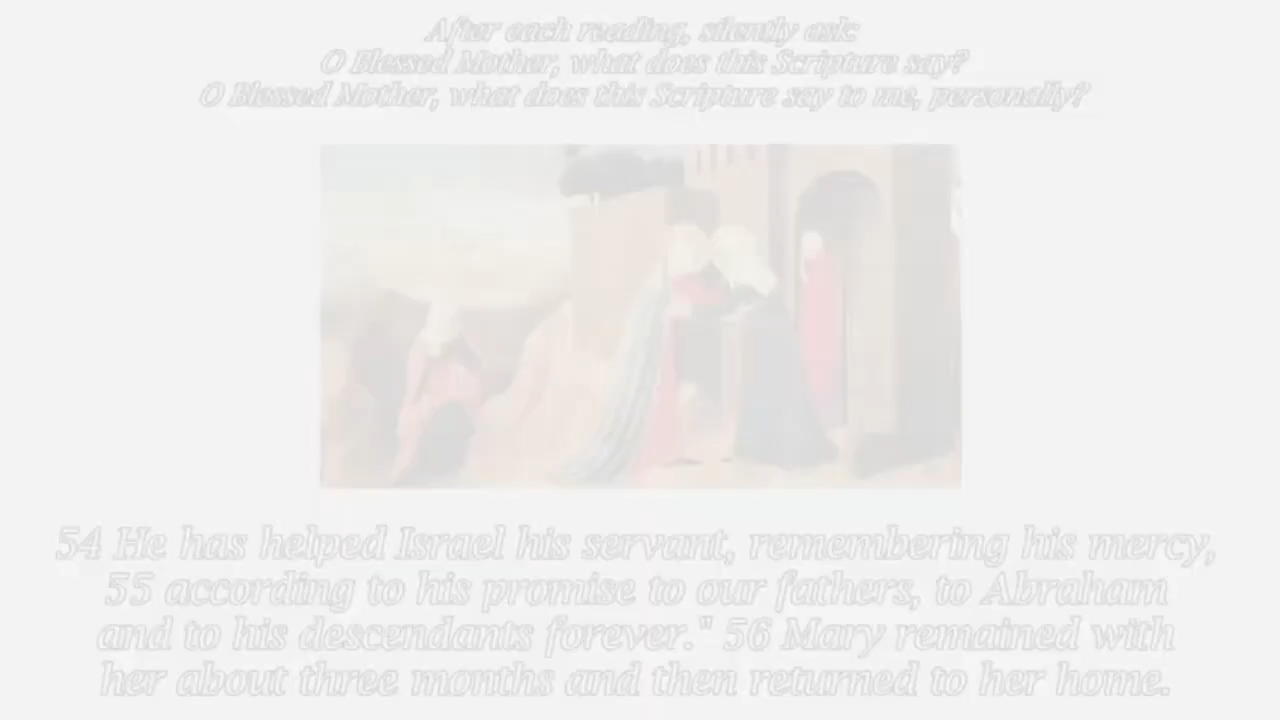 After each reading, silently ask:
O Blessed Mother, what does this Scripture say?
O Blessed Mother, what does this Scripture say to me, personally?
54 He has helped Israel his servant, remembering his mercy,
55 according to his promise to our fathers, to Abraham
and to his descendants forever." 56 Mary remained with
her about three months and then returned to her home.